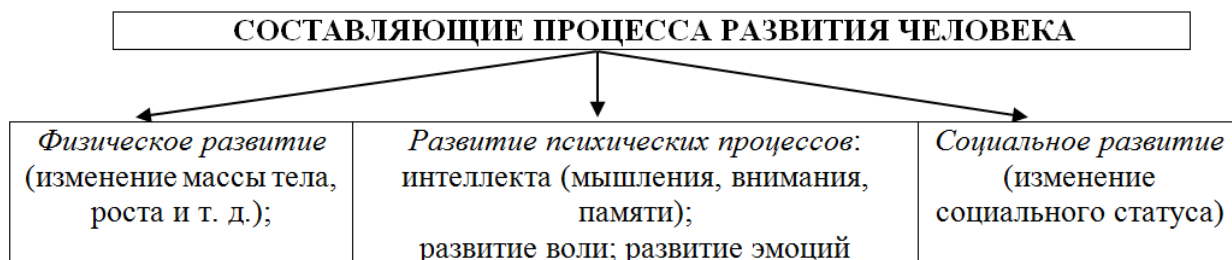 СОСТАВЛЯЮЩИЕ ПРОЦЕССА РАЗВИТИЯ ЧЕЛОВЕКА
Физическое развитие
(изменение массы тела,
роста и т. д.);
Развитие психических процессов:
интеллекта (мышления, внимания,
памяти);
развитие воли; развитие эмоций
Социальное развитие
(изменение
социального статуса)